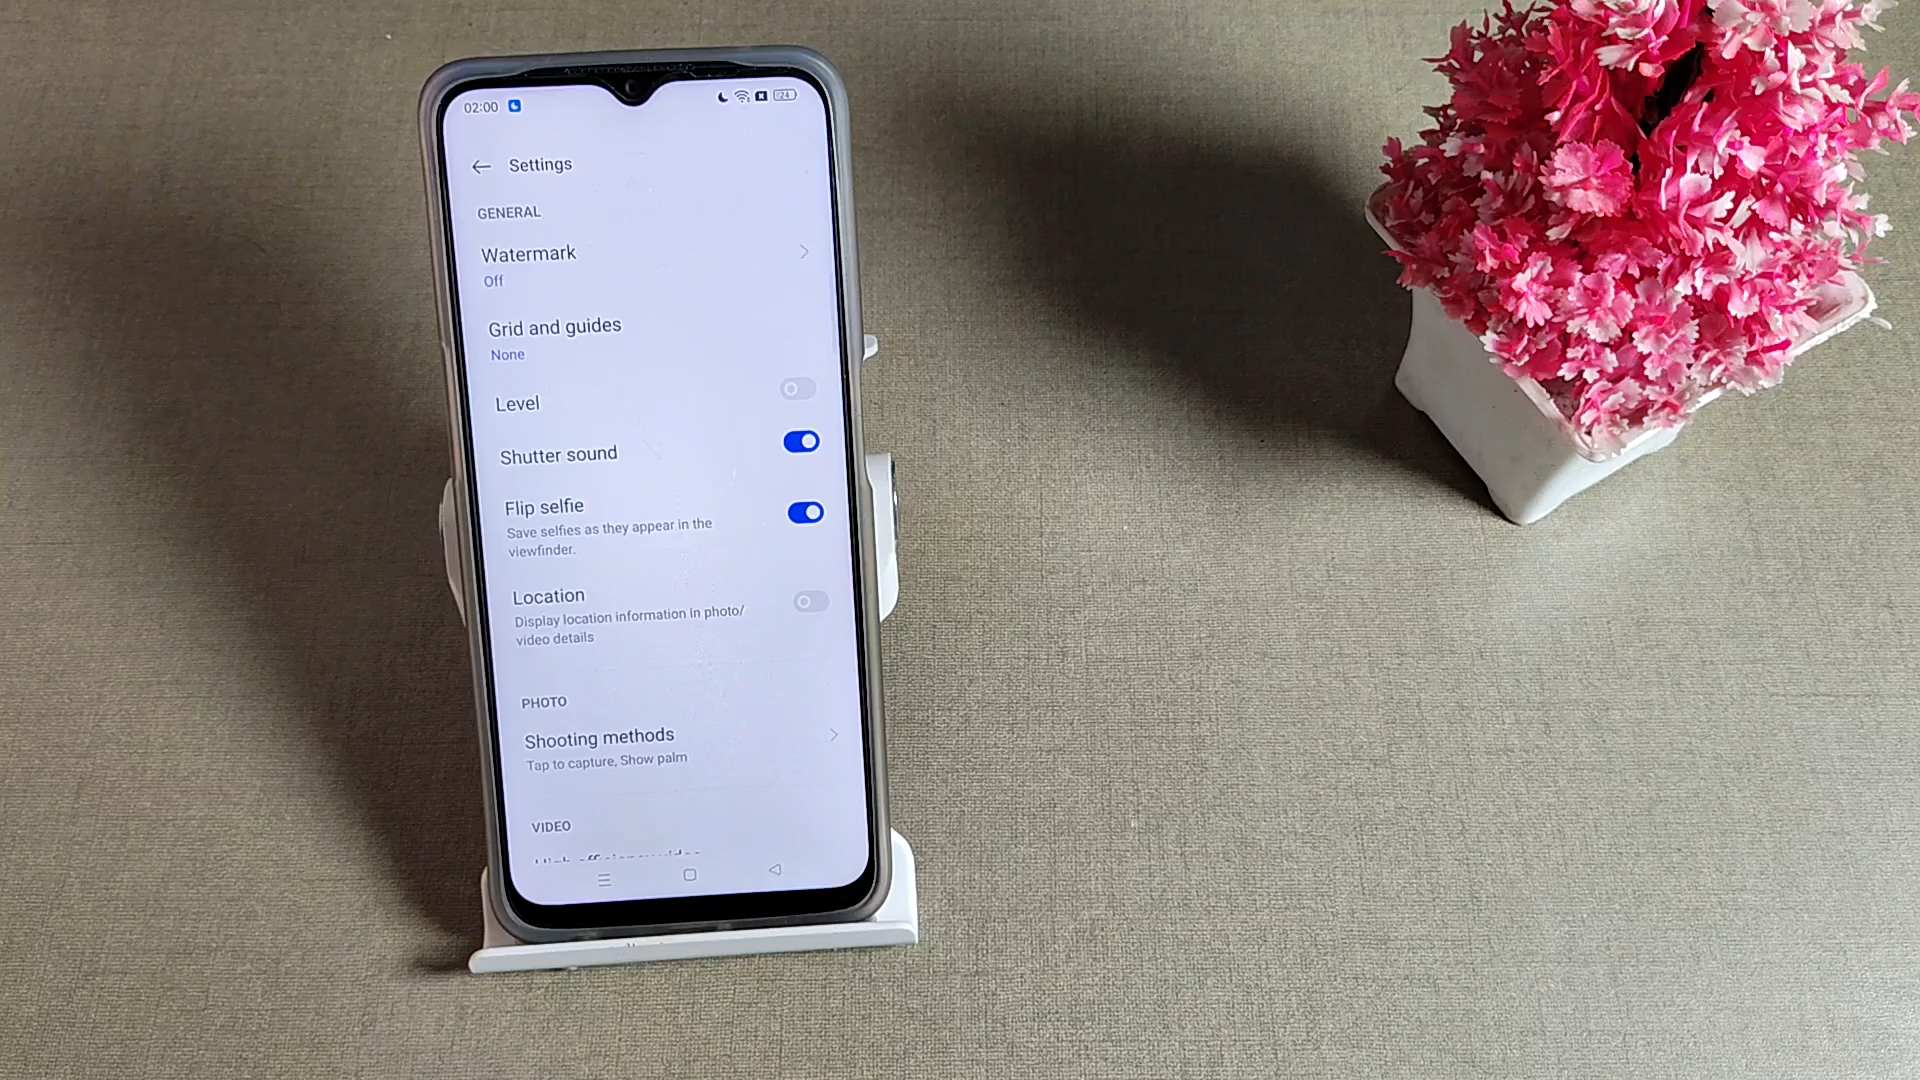 02:00
24
Settings
GENERAL
Watermark
Off
Grid and guides
None
Level
Shutter sound
Flip selfie
Save selfies as they appear in the
viewfinder.
Location
Display location information in photo/
video details
PHOTO
Shooting methods
Tap to capture, Show palm
VIDEO